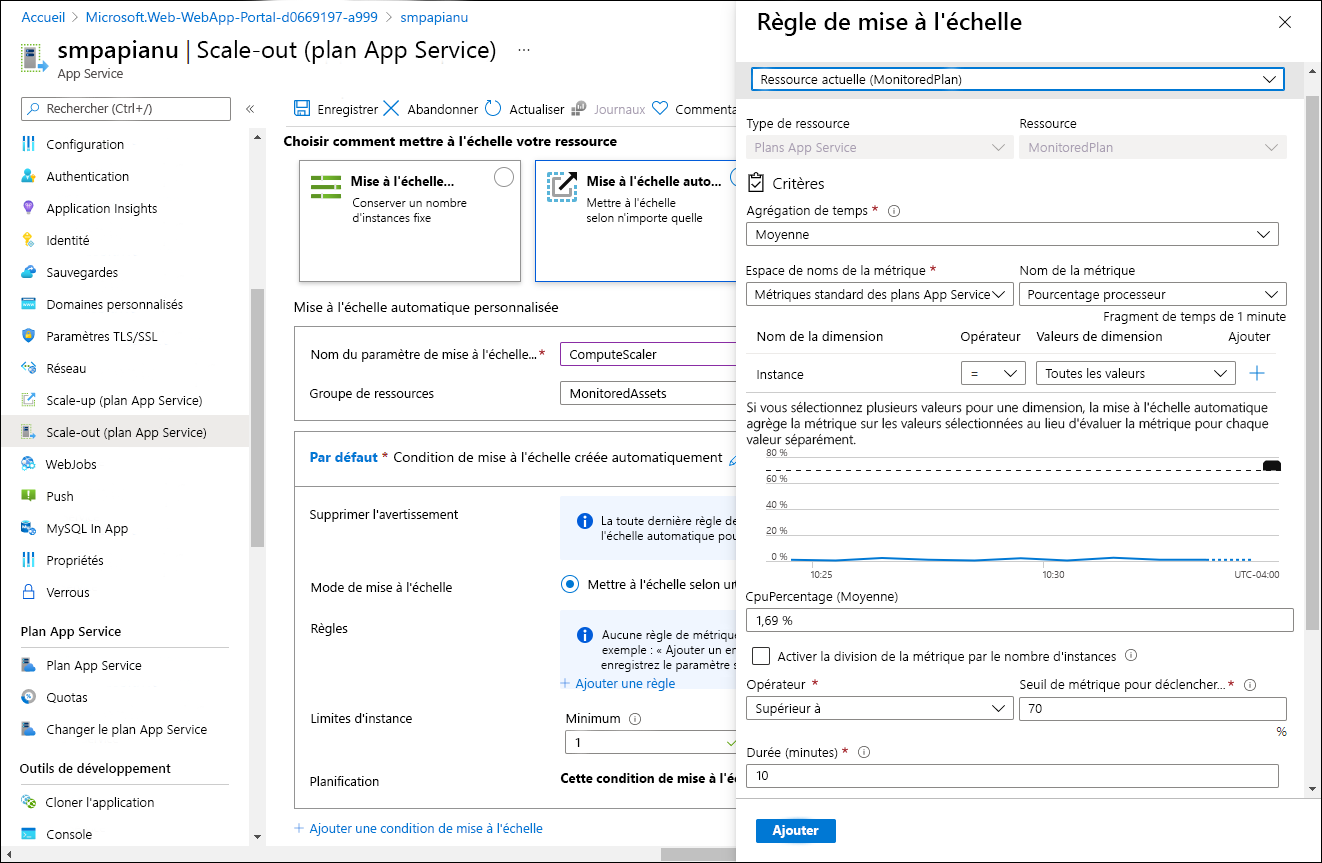 Accueil > Microsoft.Web-WebApp-Portal-d0669197-a999 > smpapianu
smpapianu | Scale-out (plan App Service) ...
App Service
Rechercher (Ctrl+/)
«
Configuration
Authentication
Application Insights
Identité
Sauvegardes
Domaines personnalisés
Paramètres TLS/SSL
Réseau
Scale-up (plan App Service)
Scale-out (plan App Service)
WebJobs
Push
MySQL In App
Propriétés
Verrous
Plan App Service
Plan App Service
Quotas
Changer le plan App Service
Outils de développement
Cloner l'application
Console
Enregistrer Abandonner Actualiser Journaux Commenta
Choisir comment mettre à l'échelle votre ressource
Mise à l'échelle...
Conserver un nombre
d'instances fixe
Mise à l'échelle auto...
Mettre à l'échelle
selon n'importe quelle
Mise à l'échelle automatique personnalisée
Nom du paramètre de mise à l'échelle...* ComputeScaler
Groupe de ressources MonitoredAssets
Par défaut * Condition de mise à l'échelle créée automatiquement
Supprimer l'avertissement
La toute dernière règle de
l'échelle automatique pou
Mode de mise à l'échelle Mettre à l'échelle selon un
Règles
Aucune règle de métrique
exemple : « Ajouter un en
enregistrez le paramètre s
+ Ajouter une règle
Limites d'instance Minimum
1
Planification Cette condition de mise à l'é
+ Ajouter une condition de mise à l'échelle
Règle de mise à l'échelle
Ressource actuelle (MonitoredPlan)
Type de ressource Ressource
Plans App Service MonitoredPlan
Critères
Agrégation de temps *
Moyenne
Espace de noms de la métrique * Nom de la métrique
Métriques standard des plans App Service Pourcentage processeur
Fragment de temps de 1 minute
Nom de la dimension Opérateur Valeurs de dimension Ajouter
Instance = Toutes les valeurs +
Si vous sélectionnez plusieurs valeurs pour une dimension, la mise à l'échelle automatique
agrège la métrique sur les valeurs sélectionnées au lieu d'évaluer la métrique pour chaque
valeur séparément.
80 %
60 %
40 %
20 %
0 %
10:25 10:30 UTC-04:00
CpuPercentage (Moyenne)
1,69 %
Activer la division de la métrique par le nombre d'instances
Opérateur * Seuil de métrique pour déclencher...*
Supérieur à 70
%
Durée (minutes) *
10
Ajouter